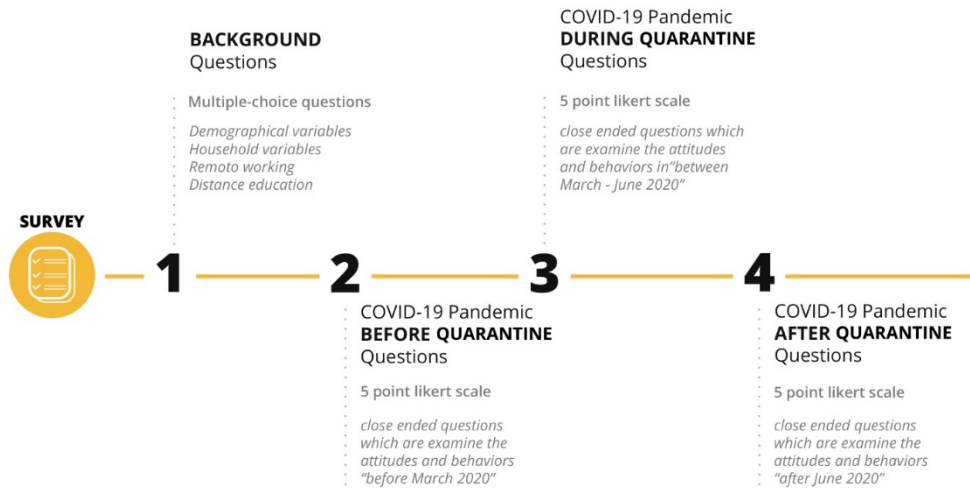 SURVEY
1
BACKGROUND
Questions
Multiple-choice questions
Demographical variables
Household variables
Remoto working
Distance education
2
COVID-19 Pandemic
BEFORE QUARANTINE
Questions
5 point likert scale
close ended questions
which are examine the
attitudes and behaviors
“before March 2020”
3
COVID-19 Pandemic
DURING QUARANTINE
Questions
5 point likert scale
close ended questions which
are examine the attitudes
and behaviors in“between
March - June 2020”
4
COVID-19 Pandemic
AFTER QUARANTINE
Questions
5 point likert scale
close ended questions
which are examine the
attitudes and behaviors
“after June 2020”